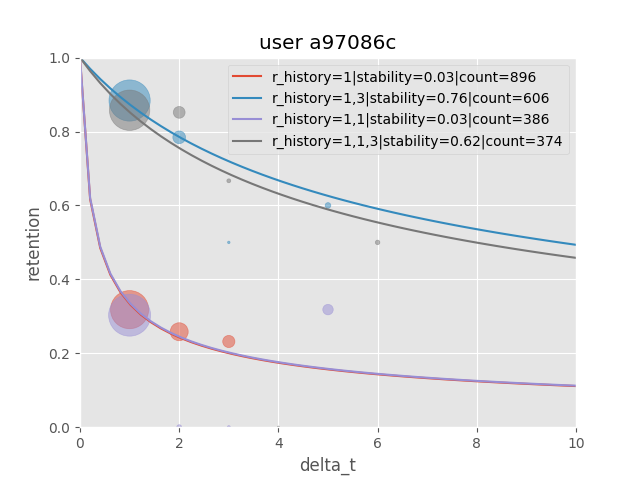 user a97086c
r_history=1|stability=0.03|count=896
r_history=1,3|stability=0.76|count=606
r_history=1,1|stability=0.03|count=386
r_history=1,1,3|stability=0.62|count=374
retention
1.0
0.8
0.6
0.4
0.2
0.0
0 2 4 6 8 10
delta_t